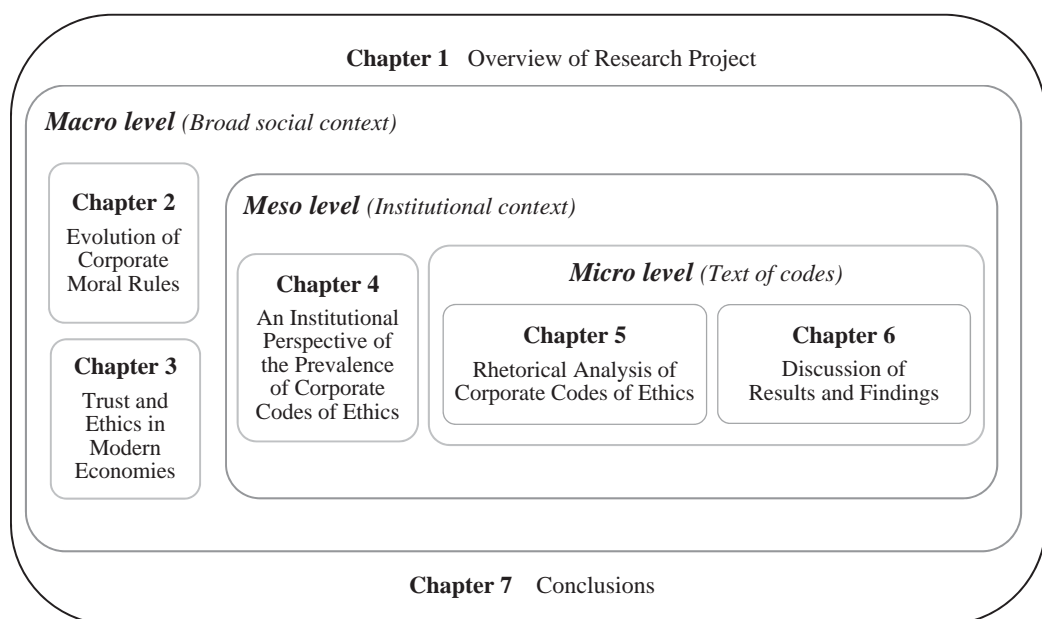 Chapter 1 Overview of Research Project
Macro level (Broad social context)
Chapter 2
Evolution of
Corporate
Moral Rules
Chapter 3
Trust and
Ethics in
Modern
Economies
Meso level (Institutional context)
Chapter 4
An Institutional
Perspective of
the Prevalence
of Corporate
Codes of Ethics
Micro level (Text of codes)
Chapter 5
Rhetorical Analysis of
Corporate Codes of Ethics
Chapter 6
Discussion of
Results and Findings
Chapter 7 Conclusions